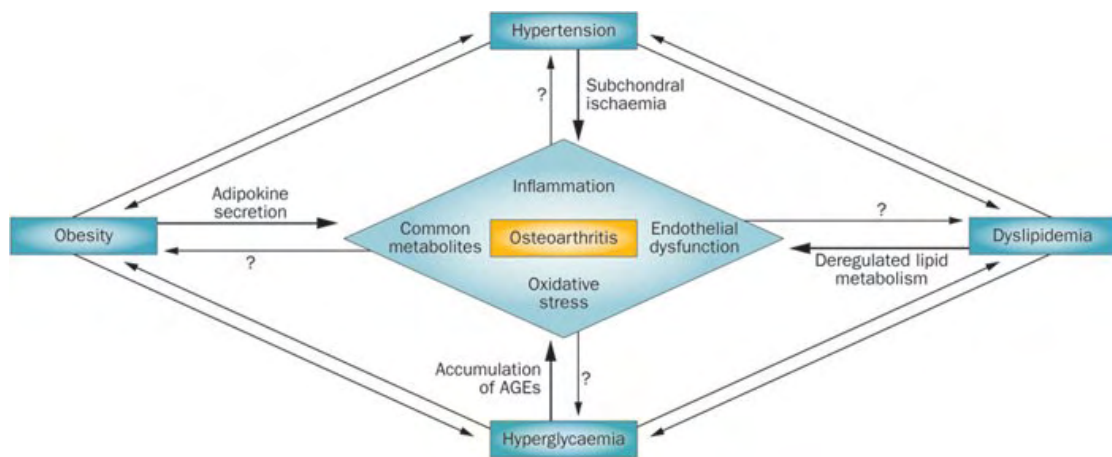 Hypertension
?
Subchondral
ischaemia
Inflammation
Adipokine
secretion
?
Obesity
Common
metabolites
Osteoarthritis
Endothelial
dysfunction
Dyslipidemia
?
Deregulated lipid
metabolism
Oxidative
stress
Accumulation
of AGEs
?
Hyperglycaemia